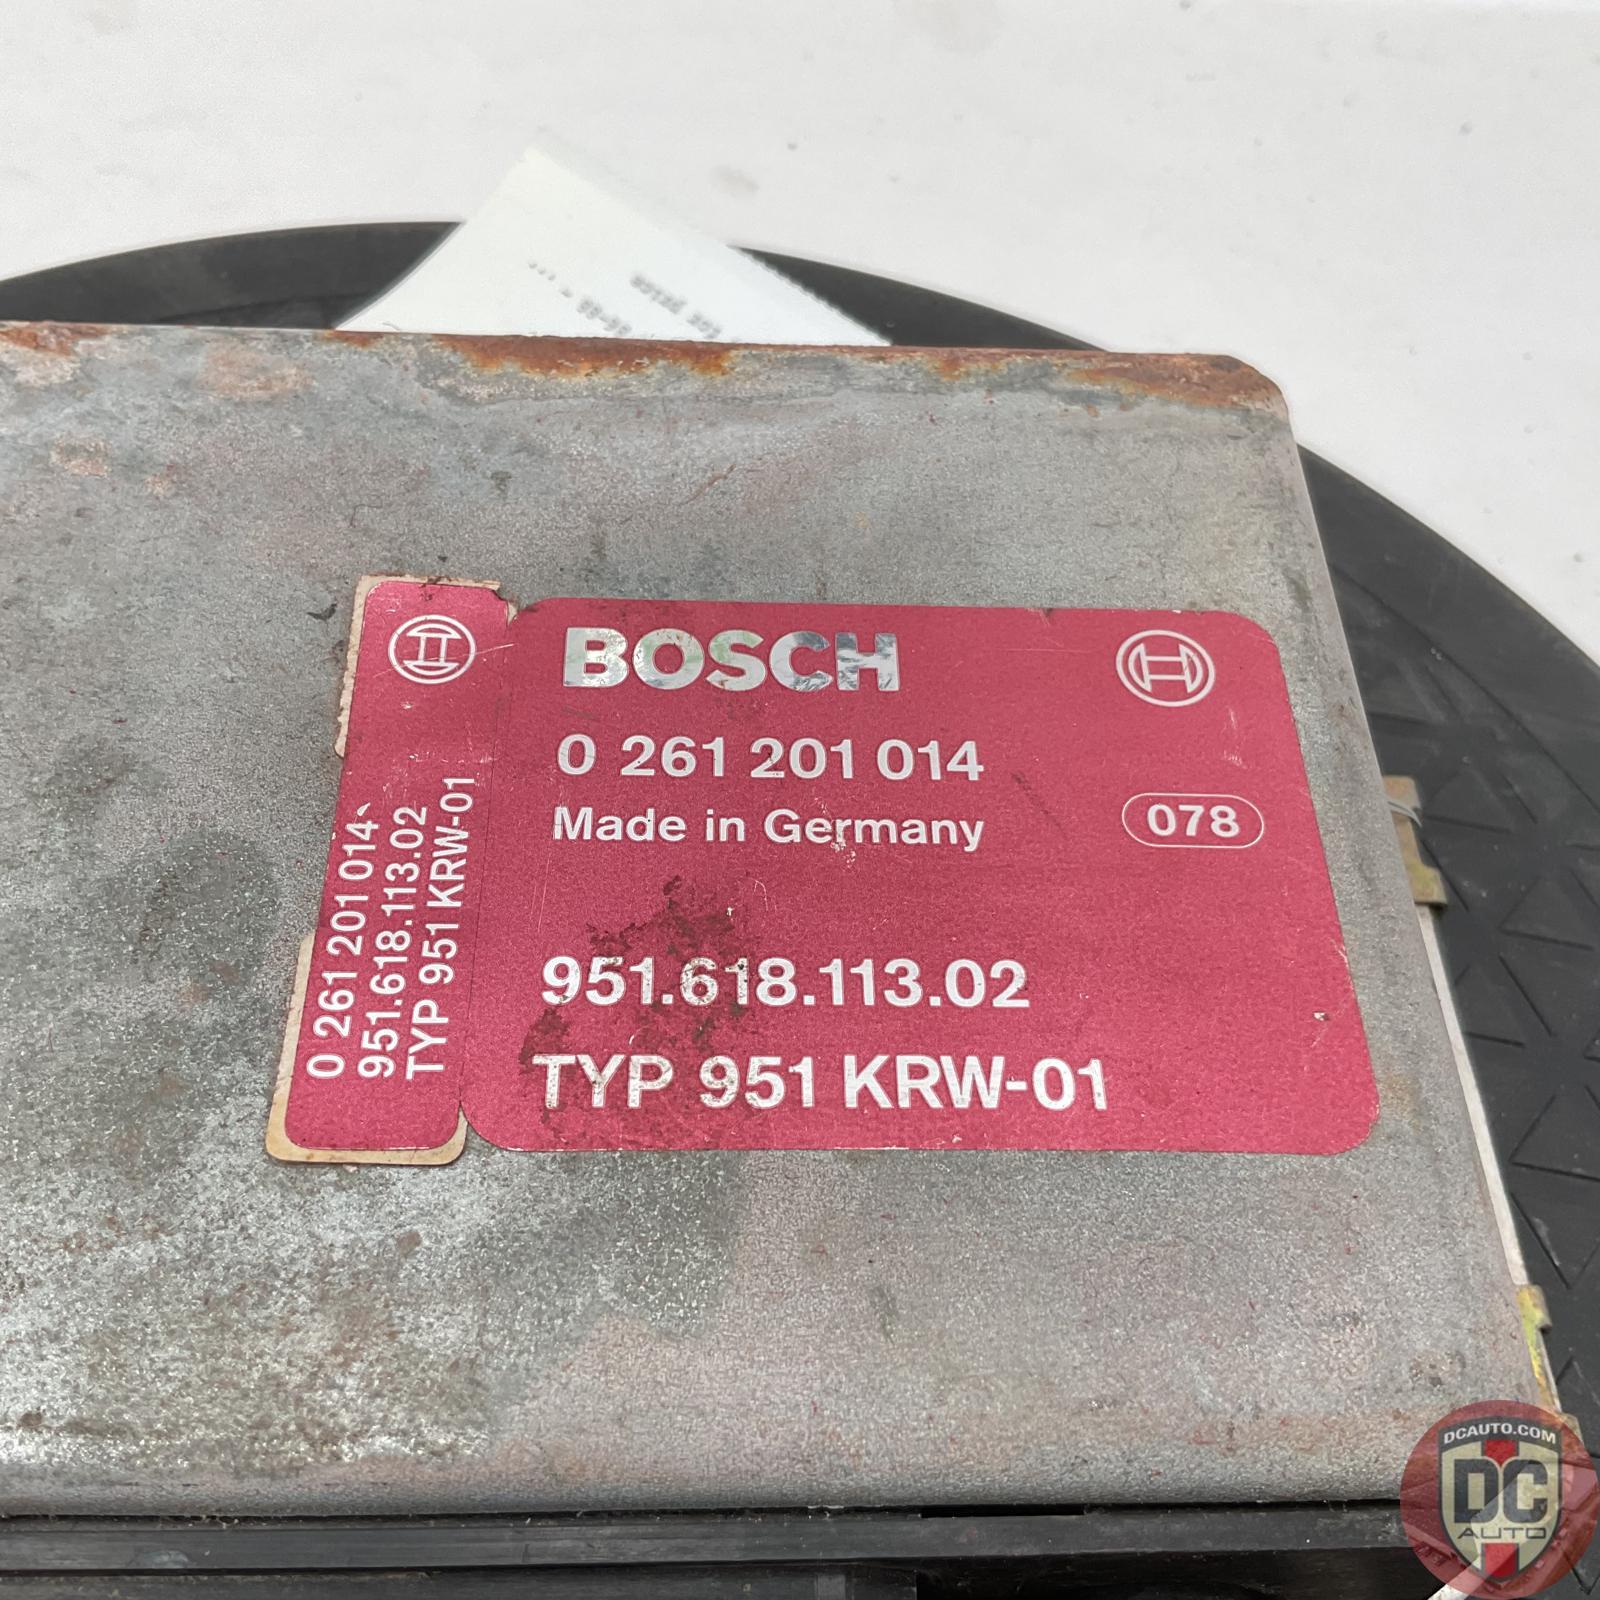 BOSCH
0 261 201 014
Made in Germany
078
951.618.113.02
TYP 951 KRW-01
0 261 201 014
951.618.113.02
TYP 951 KRW-01
DCAUTO.COM
DC
AUTO